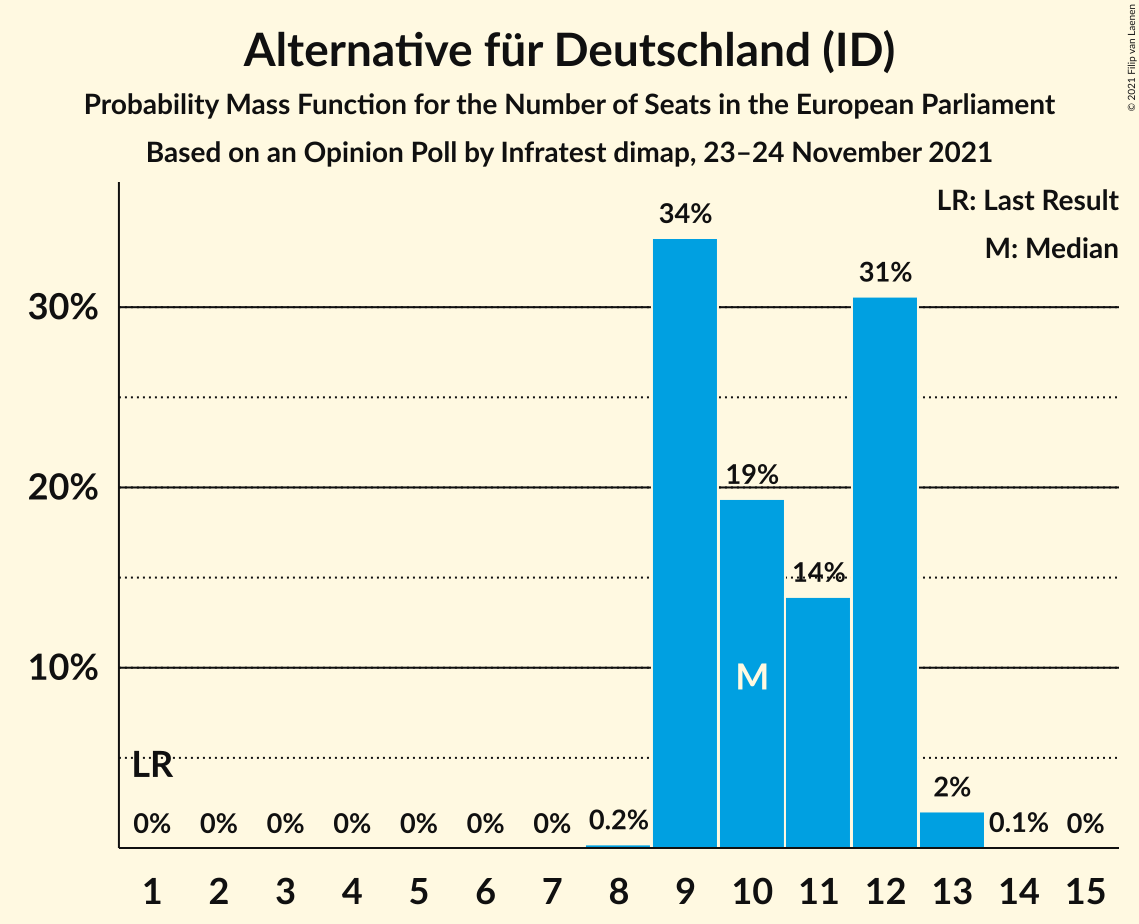 Alternative für Deutschland (ID)
Probability Mass Function for the Number of Seats in the European Parliament
Based on an Opinion Poll by Infratest dimap, 23–24 November 2021
© 2021 Filip van Laenen
LR: Last Result
M: Median
34%
31%
30%
20%
19%
14%
10%
M
LR
0% 0% 0% 0% 0% 0% 0% 0.2% 2% 0.1% 0%
1 2 3 4 5 6 7 8 9 10 11 12 13 14 15